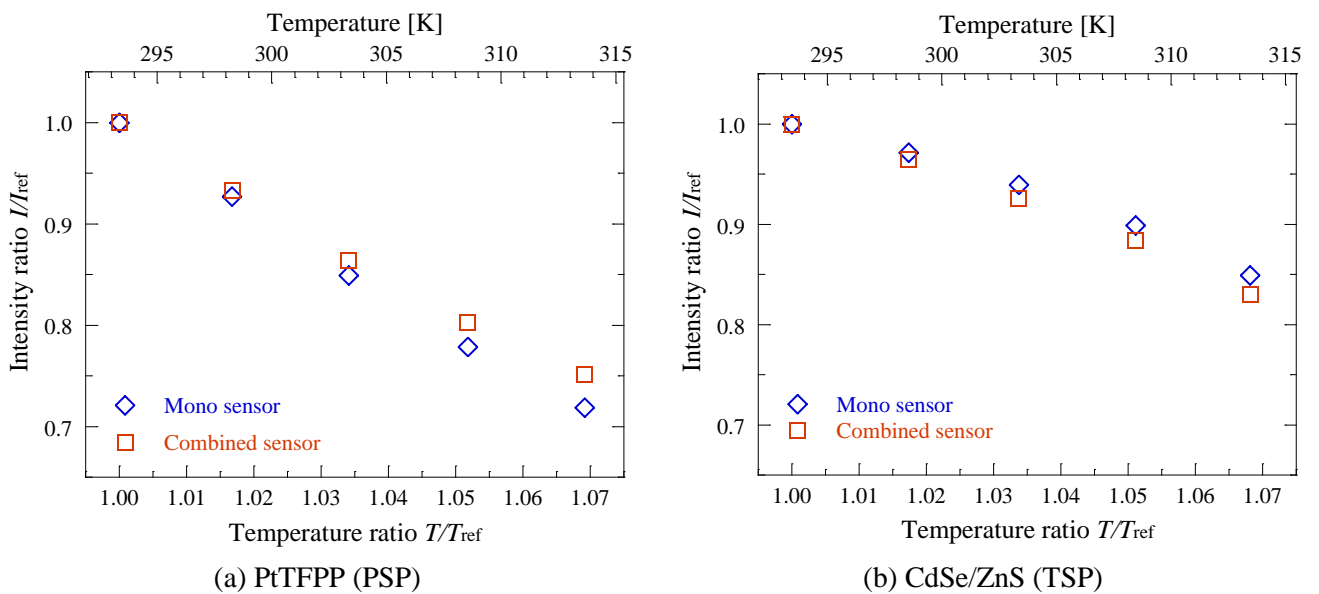 Temperature [K]
295 300 305 310 315
1.0
0.9
0.8
0.7
Intensity ratio I/Iref
Mono sensor
Combined sensor
1.00 1.01 1.02 1.03 1.04 1.05 1.06 1.07
Temperature ratio T/Tref
(a) PtTFPP (PSP)
Temperature [K]
295 300 305 310 315
1.0
0.9
0.8
0.7
Intensity ratio I/Iref
Mono sensor
Combined sensor
1.00 1.01 1.02 1.03 1.04 1.05 1.06 1.07
Temperature ratio T/Tref
(b) CdSe/ZnS (TSP)